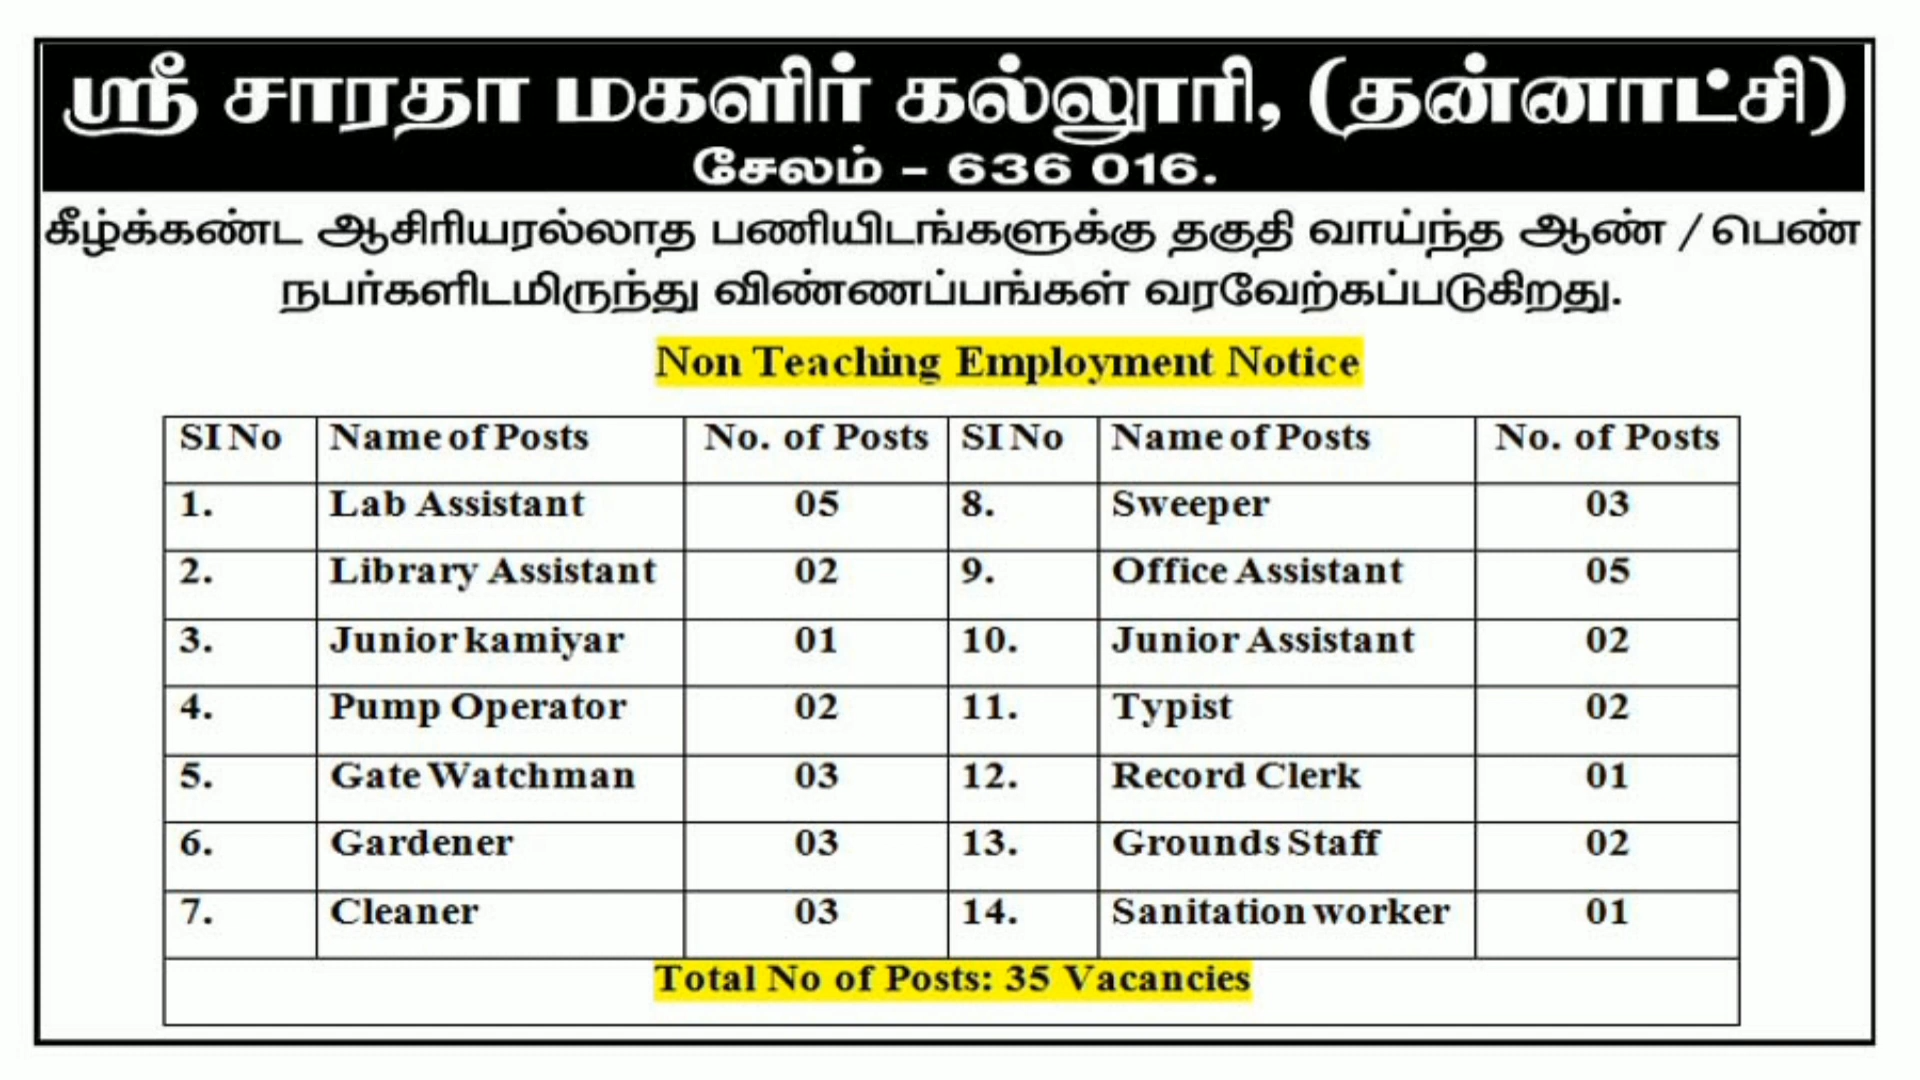 ஸ்ரீ சாரதா மகளிர் கல்லூரி, (தன்னாட்சி)
சேலம் – 636 016.
கீழ்க்கண்ட ஆசிரியரல்லாத பணியிடங்களுக்கு தகுதி வாய்ந்த ஆண் / பெண்
நபர்களிடமிருந்து விண்ணப்பங்கள் வரவேற்கப்படுகிறது.
Non Teaching Employment Notice
SI No Name of Posts No. of Posts SI No Name of Posts No. of Posts
1. Lab Assistant 05 8. Sweeper 03
2. Library Assistant 02 9. Office Assistant 05
3. Junior kamiyar 01 10. Junior Assistant 02
4. Pump Operator 02 11. Typist 02
5. Gate Watchman 03 12. Record Clerk 01
6. Gardener 03 13. Grounds Staff 02
7. Cleaner 03 14. Sanitation worker 01
Total No of Posts: 35 Vacancies